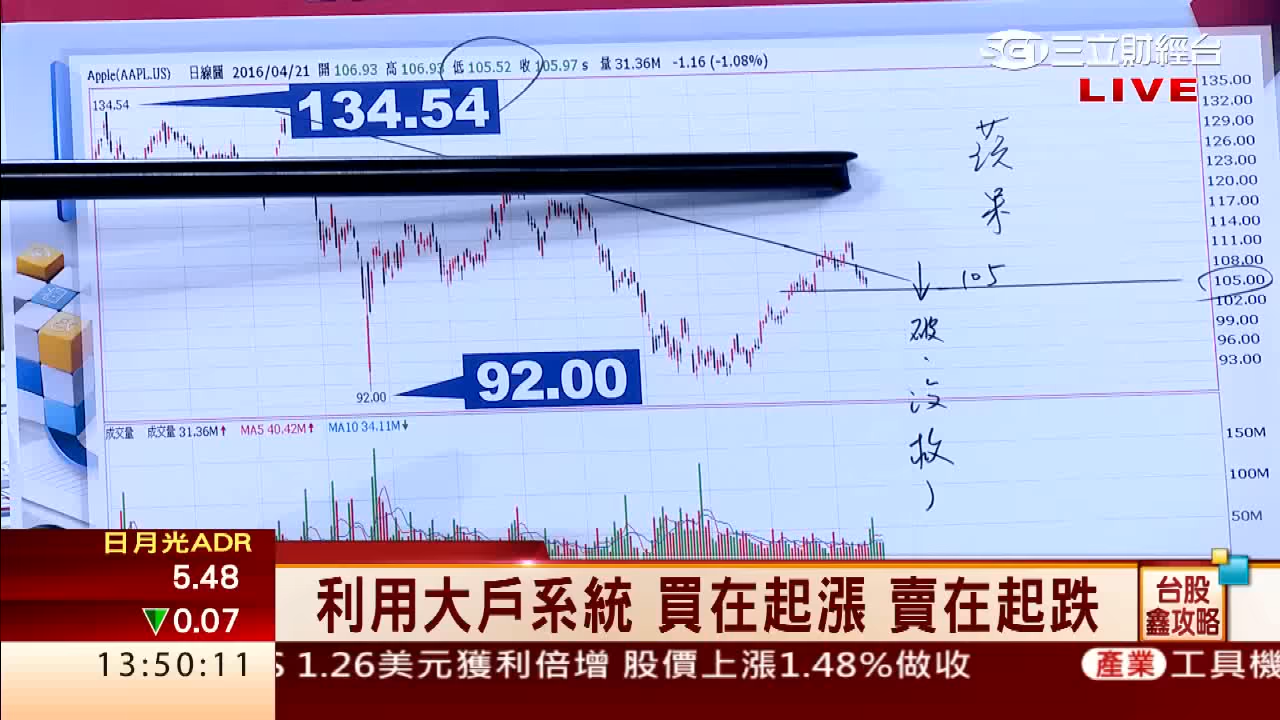 Apple(AAPL.US) 日線圖 2016/04/21 開 106.93 高 106.93 低 105.52 收 105.97 s 量 31.36M -1.16 (-1.08%)
三立財經台
LIVE
134.54
134.54
135.00
132.00
129.00
126.00
123.00
120.00
117.00
114.00
111.00
108.00
105.00
102.00
99.00
96.00
93.00
蘋
果
105
破
沒
救
92.00
92.00
成交量 成交量 31.36M↑ MA5 40.42M↑ MA10 34.11M↓
150M
100M
50M
日月光ADR
5.48
▼0.07
13:50:11
利用大戶系統 買在起漲 賣在起跌
台股
鑫攻略
1.26美元獲利倍增 股價上漲1.48%做收
產業 工具機